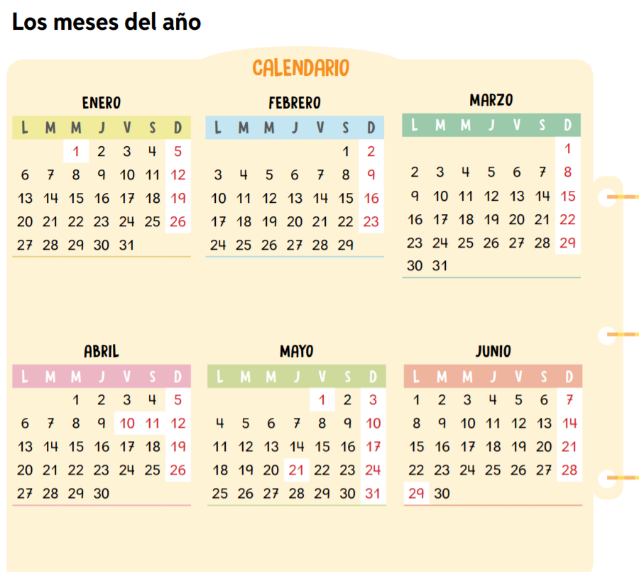 Los meses del año
CALENDARIO
ENERO
L M M J V S D
1 2 3 4 5
6 7 8 9 10 11 12
13 14 15 16 17 18 19
20 21 22 23 24 25 26
27 28 29 30 31
FEBRERO
L M M J V S D
1 2
3 4 5 6 7 8 9
10 11 12 13 14 15 16
17 18 19 20 21 22 23
24 25 26 27 28 29
MARZO
L M M J V S D
1
2 3 4 5 6 7 8
9 10 11 12 13 14 15
16 17 18 19 20 21 22
23 24 25 26 27 28 29
30 31
ABRIL
L M M J V S D
1 2 3 4 5
6 7 8 9 10 11 12
13 14 15 16 17 18 19
20 21 22 23 24 25 26
27 28 29 30
MAYO
L M M J V S D
1 2 3
4 5 6 7 8 9 10
11 12 13 14 15 16 17
18 19 20 21 22 23 24
25 26 27 28 29 30 31
JUNIO
L M M J V S D
1 2 3 4 5 6 7
8 9 10 11 12 13 14
15 16 17 18 19 20 21
22 23 24 25 26 27 28
29 30